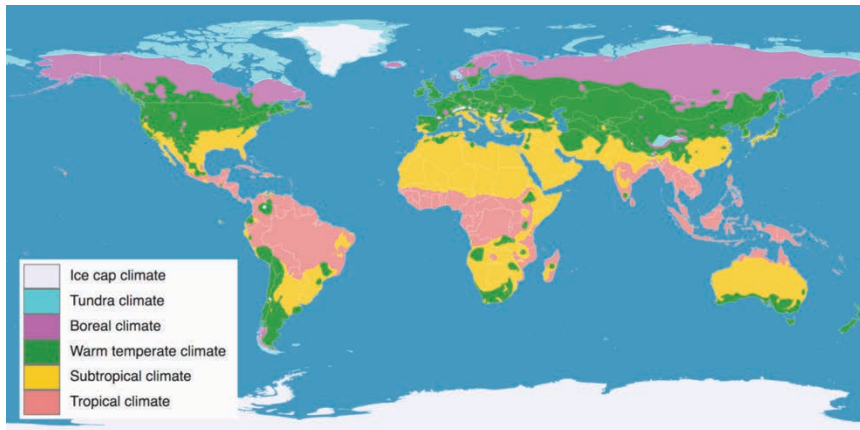 Ice cap climate
Tundra climate
Boreal climate
Warm temperate climate
Subtropical climate
Tropical climate